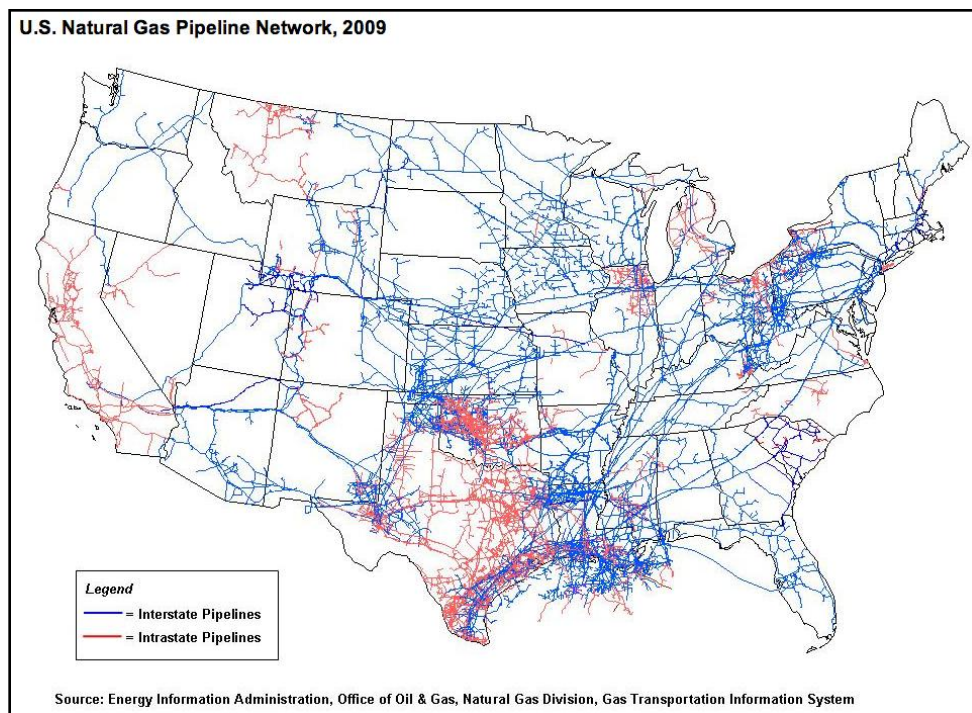 U.S. Natural Gas Pipeline Network, 2009
Legend
= Interstate Pipelines
= Intrastate Pipelines
Source: Energy Information Administration, Office of Oil & Gas, Natural Gas Division, Gas Transportation Information System